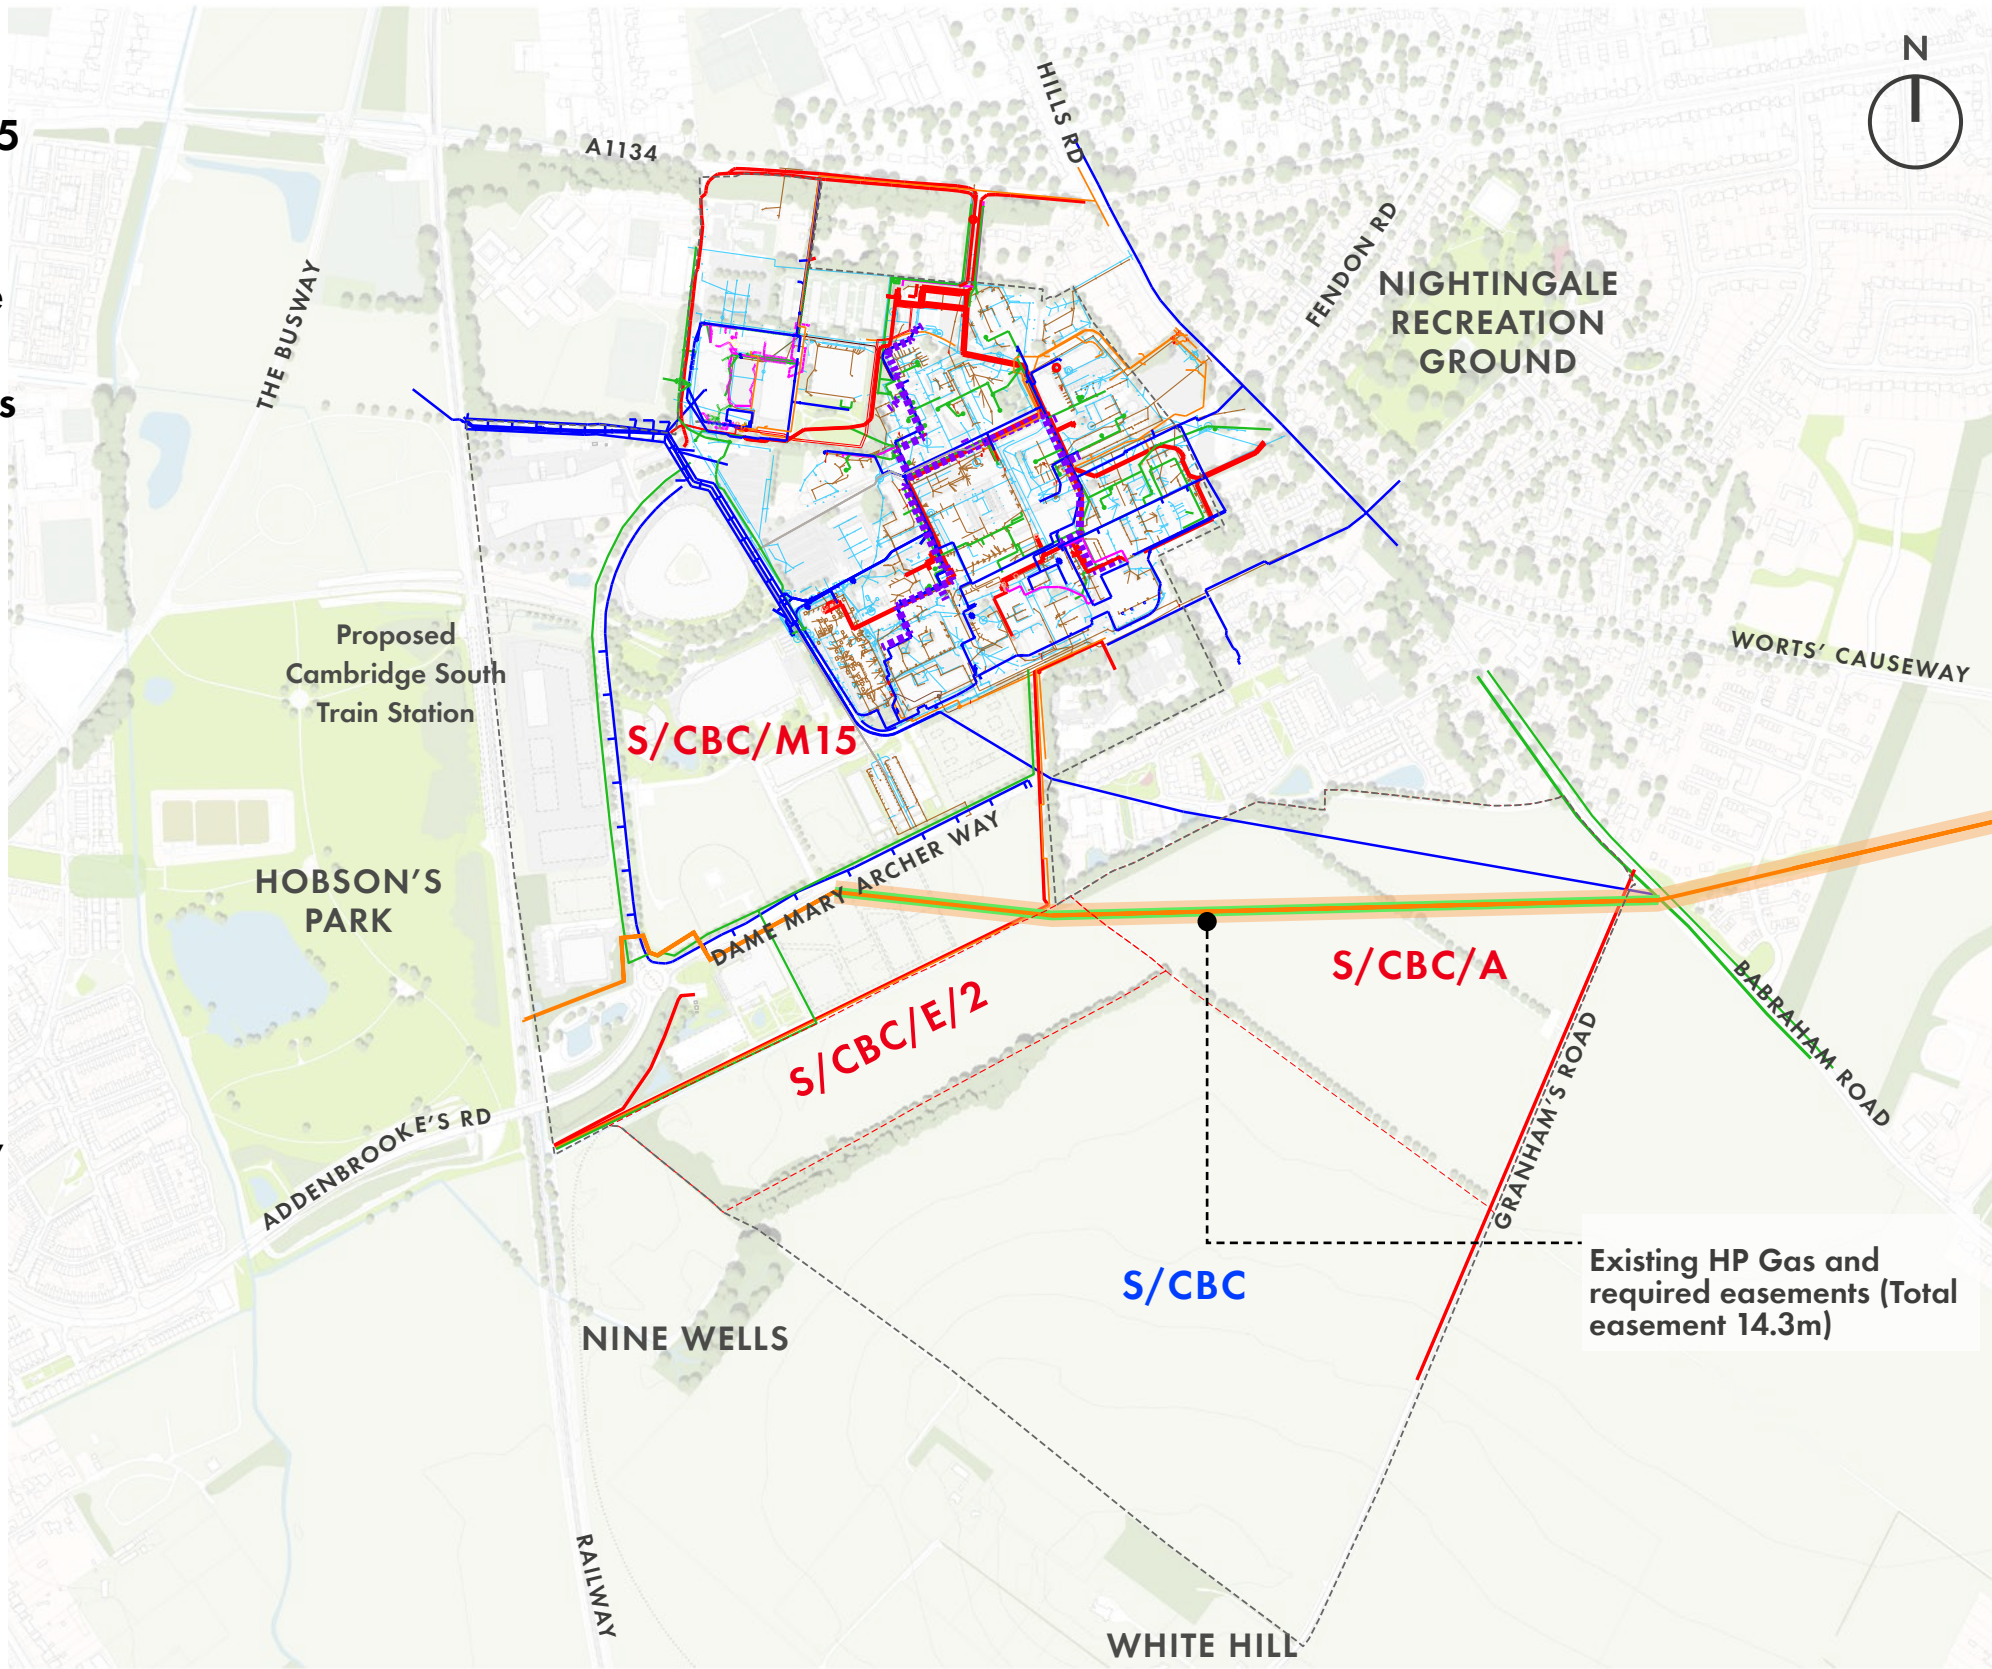 N
5
HILLS RD
A1134
FENDON RD
THE BUSWAY
NIGHTINGALE
RECREATION
GROUND
e
s
Proposed
Cambridge South
Train Station
WORTS' CAUSEWAY
S/CBC/M15
DAME MARY ARCHER WAY
HOBSON'S
PARK
S/CBC/A
S/CBC/E/2
BABRAHAM ROAD
GRANHAM'S ROAD
ADDENBROOKE'S RD
Existing HP Gas and
required easements (Total
easement 14.3m)
S/CBC
NINE WELLS
RAILWAY
WHITE HILL